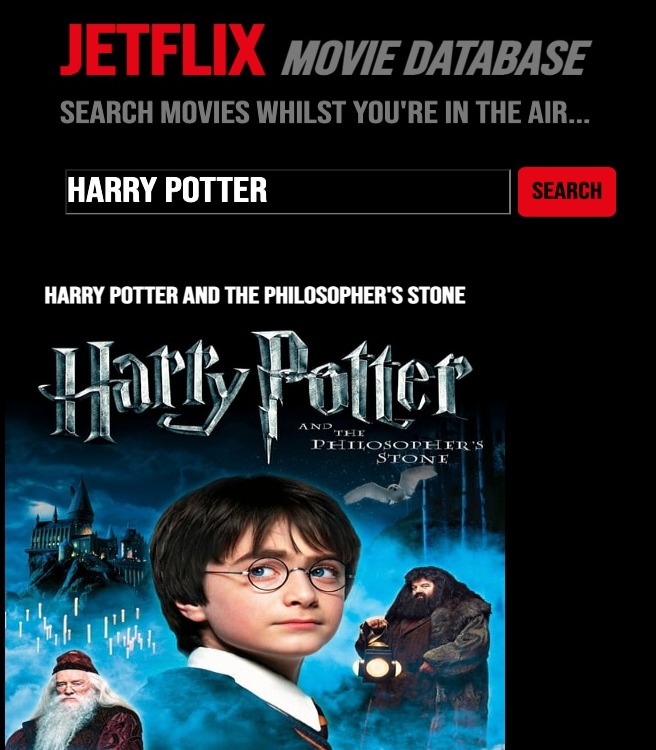 JETFLIX MOVIE DATABASE
SEARCH MOVIES WHILST YOU'RE IN THE AIR...
HARRY POTTER SEARCH
HARRY POTTER AND THE PHILOSOPHER'S STONE
Harry Potter
AND THE
PHILOSOPHER'S
STONE